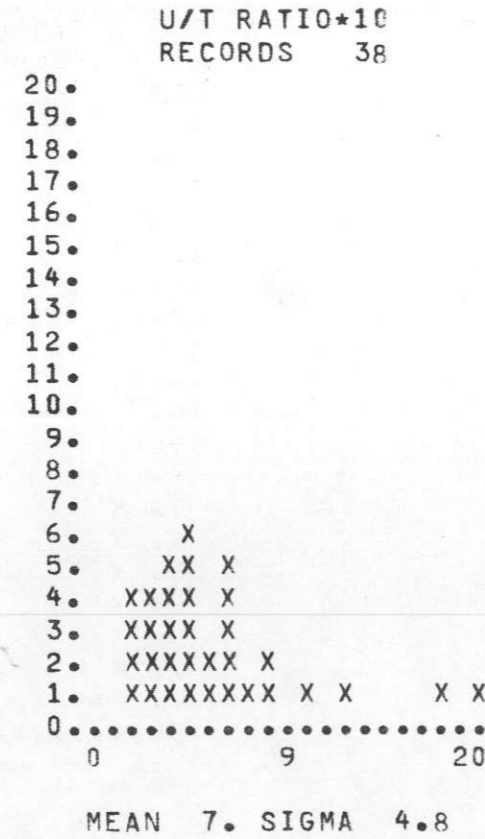 U/T RATIO*10
RECORDS 38
20.
19.
18.
17.
16.
15.
14.
13.
12.
11.
10.
9.
8.
7.
6. X
5. XX X
4. XXXX X
3. XXXX X
2. XXXXXX X
1. XXXXXXXX X X X X
0.....................
0 9 20
MEAN 7. SIGMA 4.8